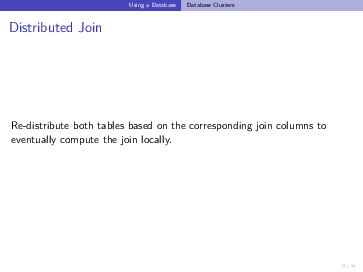 Using a Database Database Clusters
Distributed Join
Re-distribute both tables based on the corresponding join columns to
eventually compute the join locally.